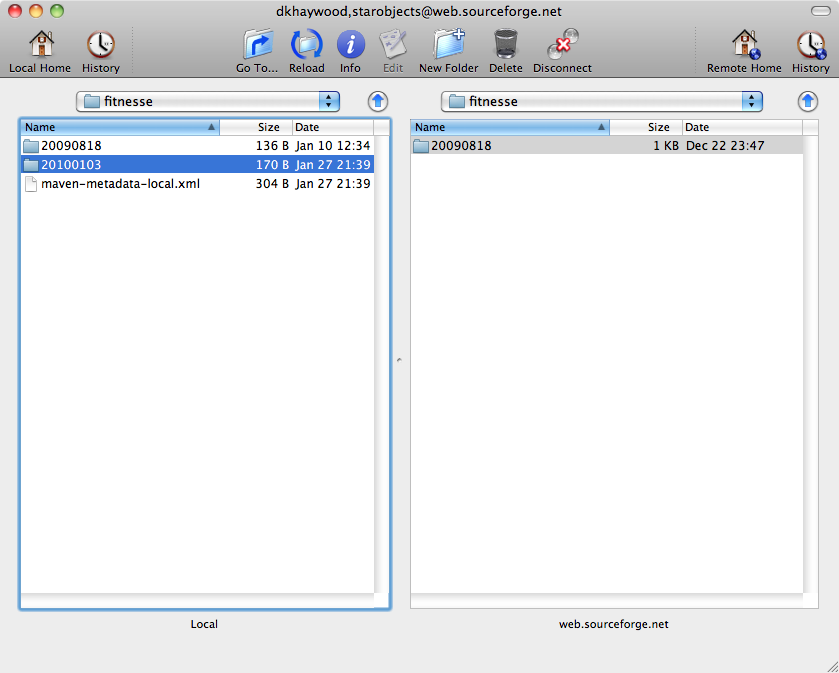 dkhaywood,starobjects@web.sourceforge.net
Local Home History Go To... Reload Info Edit New Folder Delete Disconnect Remote Home History
fitnesse fitnesse
Name Size Date Name Size Date
20090818 136 B Jan 10 12:34 20090818 1 KB Dec 22 23:47
20100103 170 B Jan 27 21:39
maven-metadata-local.xml 304 B Jan 27 21:39
Local web.sourceforge.net